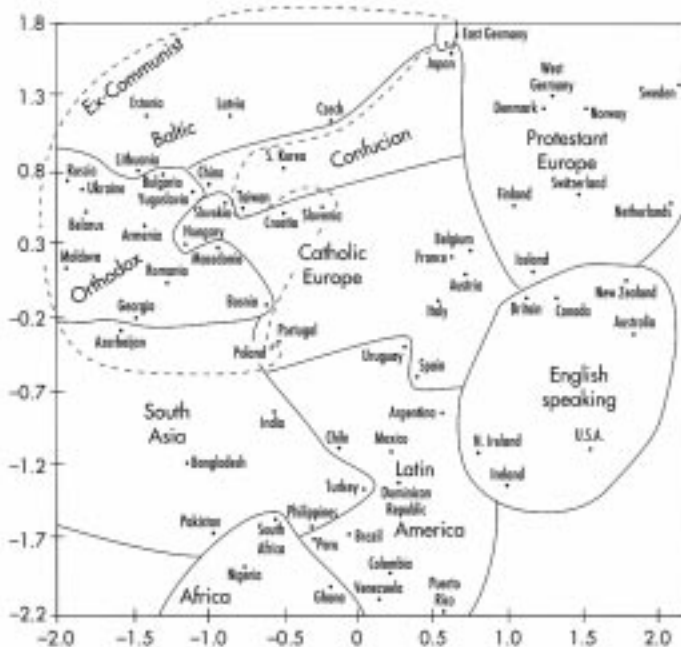 1.8
East Germany
Japan
Ex-Communist
West
Germany
Sweden
1.3
Estonia
Latvia
Czech
Denmark
Norway
Baltic
Confucian
Protestant
Europe
S. Korea
Lithuania
0.8
Russia
Bulgaria
China
Switzerland
Ukraine
Yugoslavia
Taiwan
Finland
Slovakia
Croatia
Slovenia
Netherlands
Belarus
Armenia
Hungary
0.3
Catholic
Europe
Belgium
France
Iceland
Moldova
Macedonia
Orthodox
Romania
Austria
New Zealand
Georgia
Bosnia
Italy
Britain
Canada
-0.2
Azerbaijan
Portugal
Australia
Poland
Uruguay
Spain
-0.7
English
speaking
South
Asia
India
Argentina
Chile
Mexico
N. Ireland
U.S.A.
-1.2
Bangladesh
Latin
America
Ireland
Turkey
Dominican
Republic
Philippines
Pakistan
South
Africa
-1.7
Peru
Brazil
Nigeria
Colombia
Africa
Ghana
Venezuela
Puerto
Rico
-2.2
-2.0
-1.5
-1.0
-0.5
0
0.5
1.0
1.5
2.